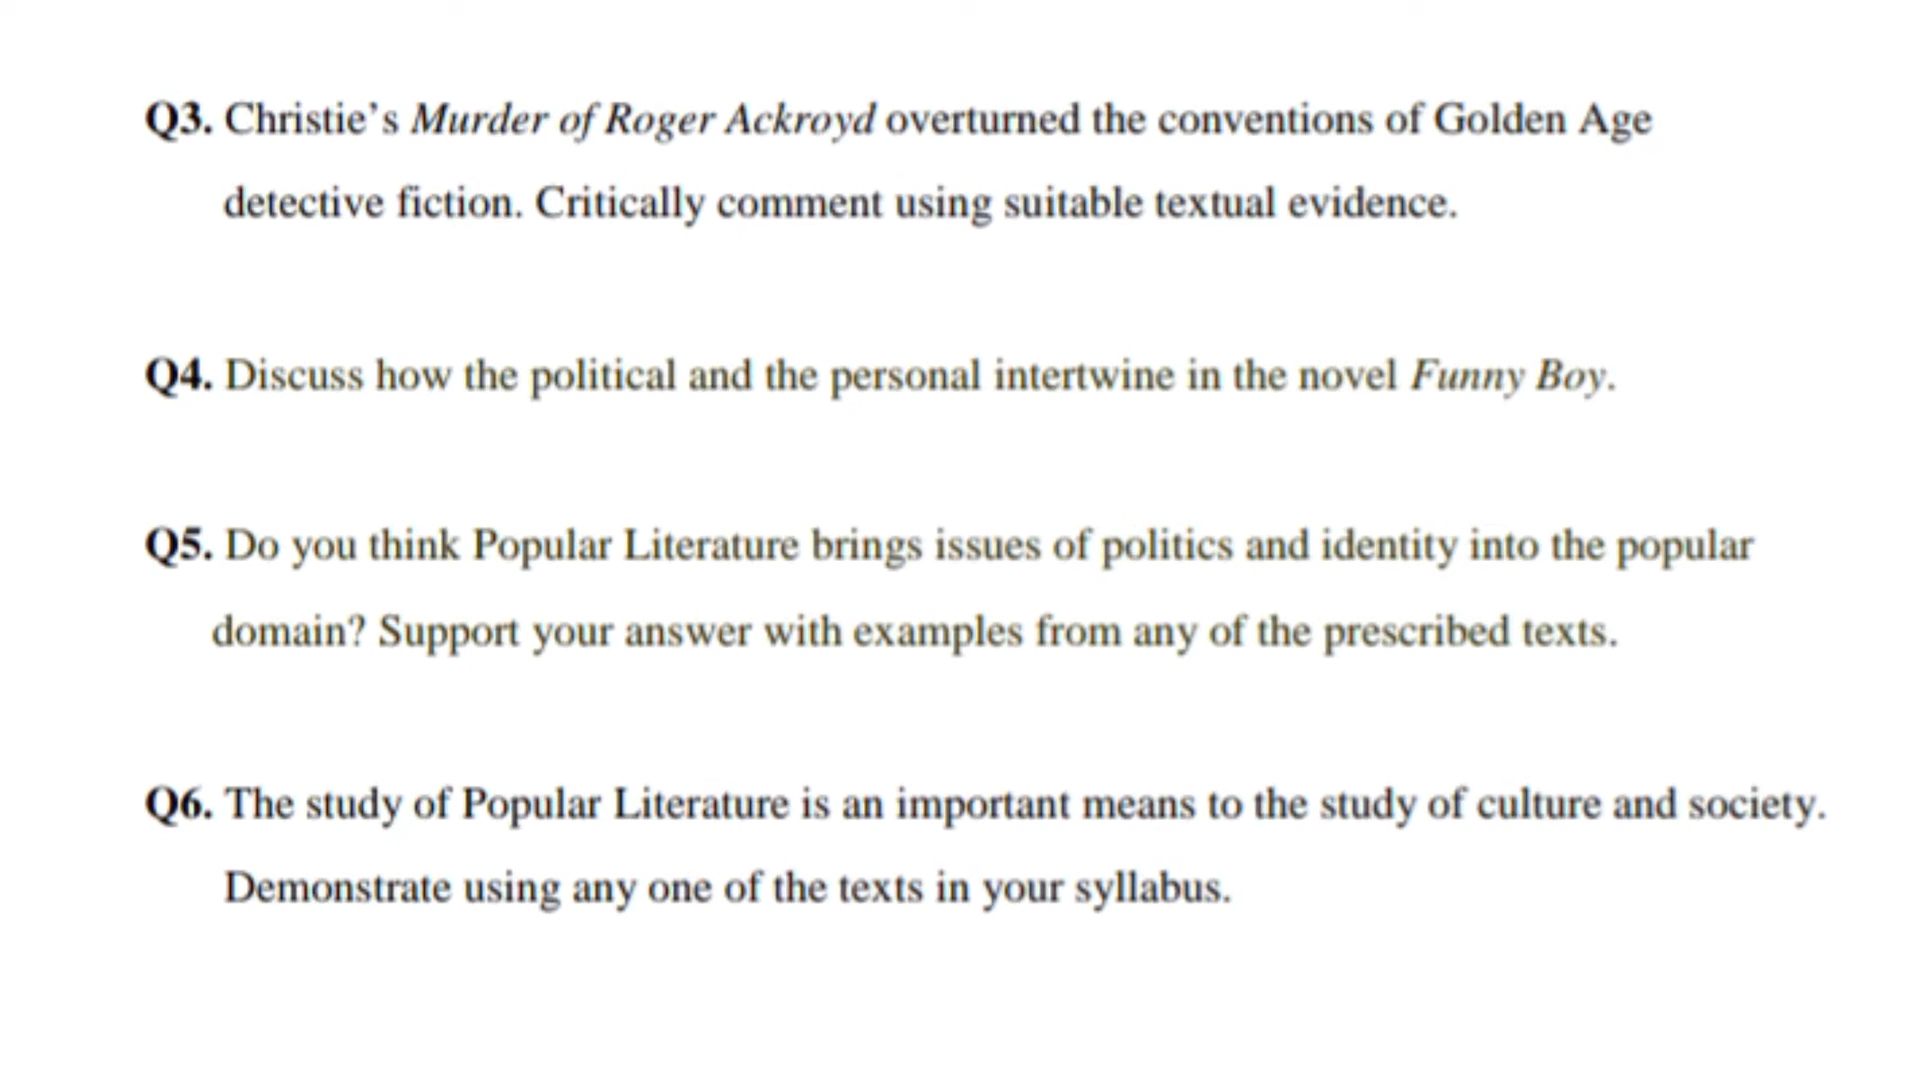 Q3. Christie's Murder of Roger Ackroyd overturned the conventions of Golden Age
detective fiction. Critically comment using suitable textual evidence.
Q4. Discuss how the political and the personal intertwine in the novel Funny Boy.
Q5. Do you think Popular Literature brings issues of politics and identity into the popular
domain? Support your answer with examples from any of the prescribed texts.
Q6. The study of Popular Literature is an important means to the study of culture and society.
Demonstrate using any one of the texts in your syllabus.